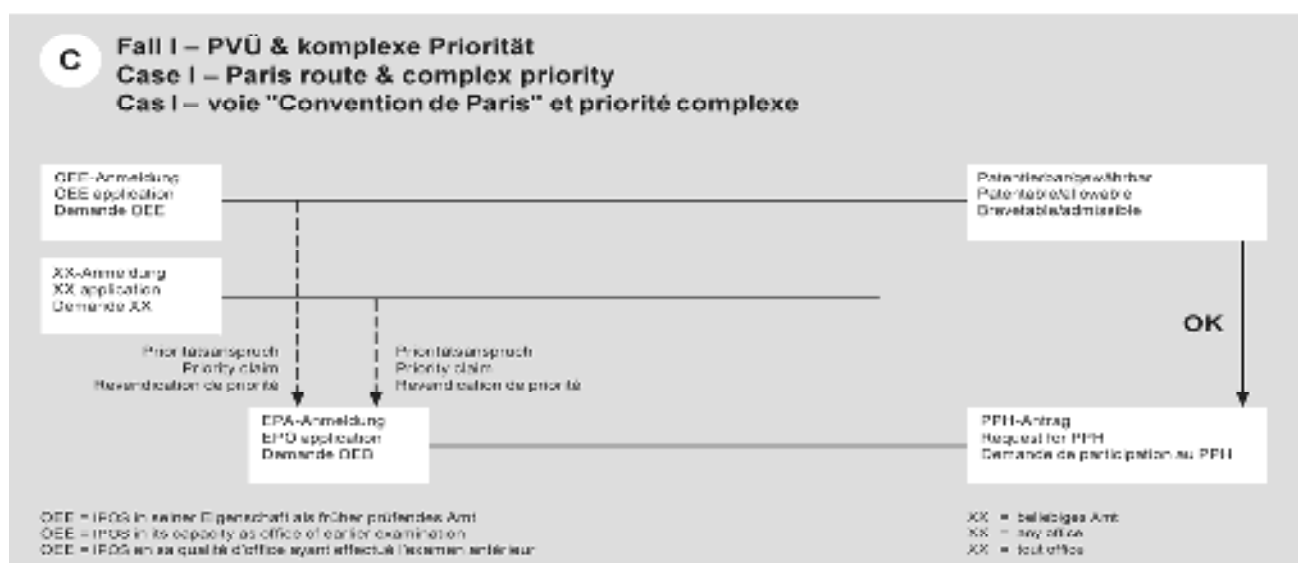 C
Fall I – PVÜ & komplexe Priorität
Case I – Paris route & complex priority
Cas I – voie "Convention de Paris" et priorité complexe
OEE-Anmeldung
OEE application
Demande OEE
Patentierbar/gewährbar
Patentable/allowable
Brevetable/admissible
XX-Anmeldung
XX application
Demande XX
OK
Prioritätsanspruch
Priority claim
Revendication de priorité
Prioritätsanspruch
Priority claim
Revendication de priorité
EPA-Anmeldung
EPO application
Demande OEB
PPH-Antrag
Request for PPH
Demande de participation au PPH
OEE = IPOS in seiner Eigenschaft als früher prüfendes Amt
OEE = IPOS in its capacity as office of earlier examination
OEE = IPOS en sa qualité d'office ayant effectué l'examen antérieur
XX = beliebiges Amt
XX = any office
XX = tout office